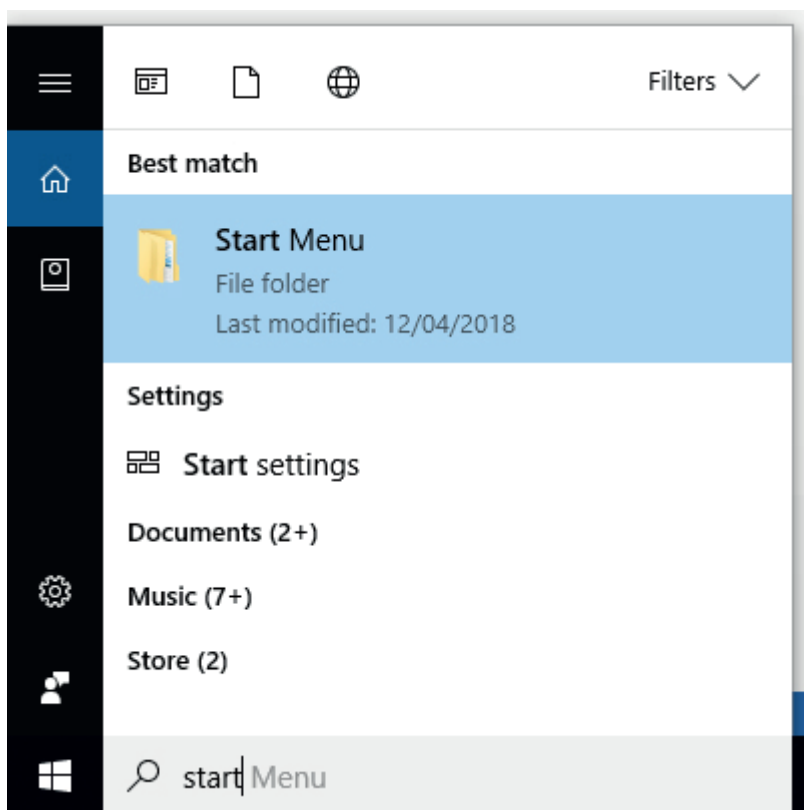 Filters
Best match
Start Menu
File folder
Last modified: 12/04/2018
Settings
Start settings
Documents (2+)
Music (7+)
Store (2)
start Menu